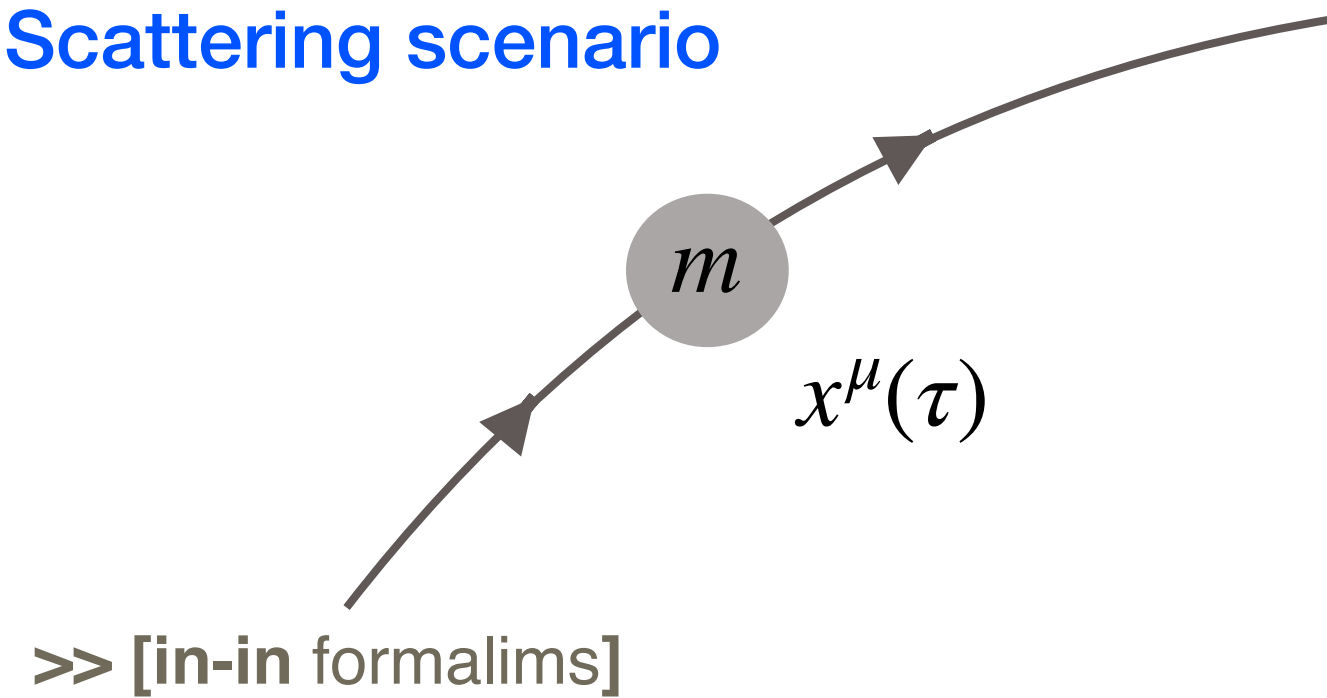 Scattering scenario
m
x^μ(τ)
>> [in-in formalims]